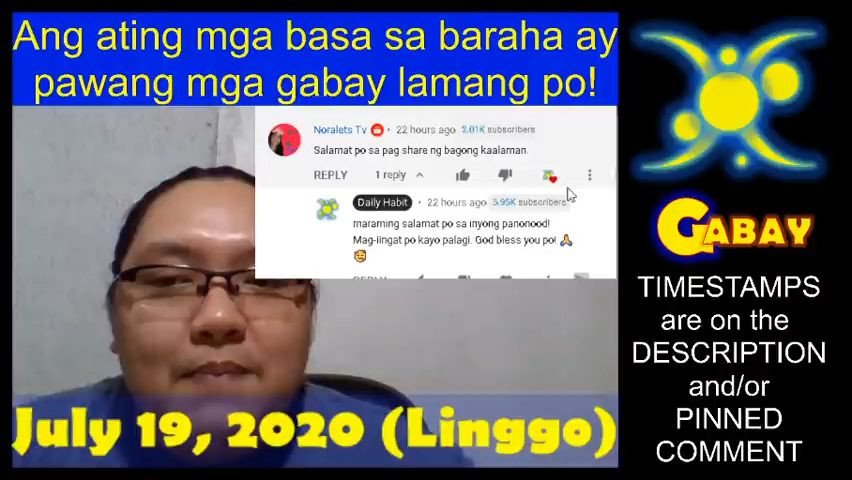 Ang ating mga basa sa baraha ay
pawang mga gabay lamang po!
Noralets Tv 22 hours ago 2.01K subscribers
Salamat po sa pag share ng bagong kaalaman.
REPLY 1 reply
Daily Habit 22 hours ago 5.95K subscribers
maraming salamat po sa inyong panonood!
Mag-iingat po kayo palagi. God bless you po! 🙏
🥰
REPLY
July 19, 2020 (Linggo)
GABAY
TIMESTAMPS
are on the
DESCRIPTION
and/or
PINNED
COMMENT